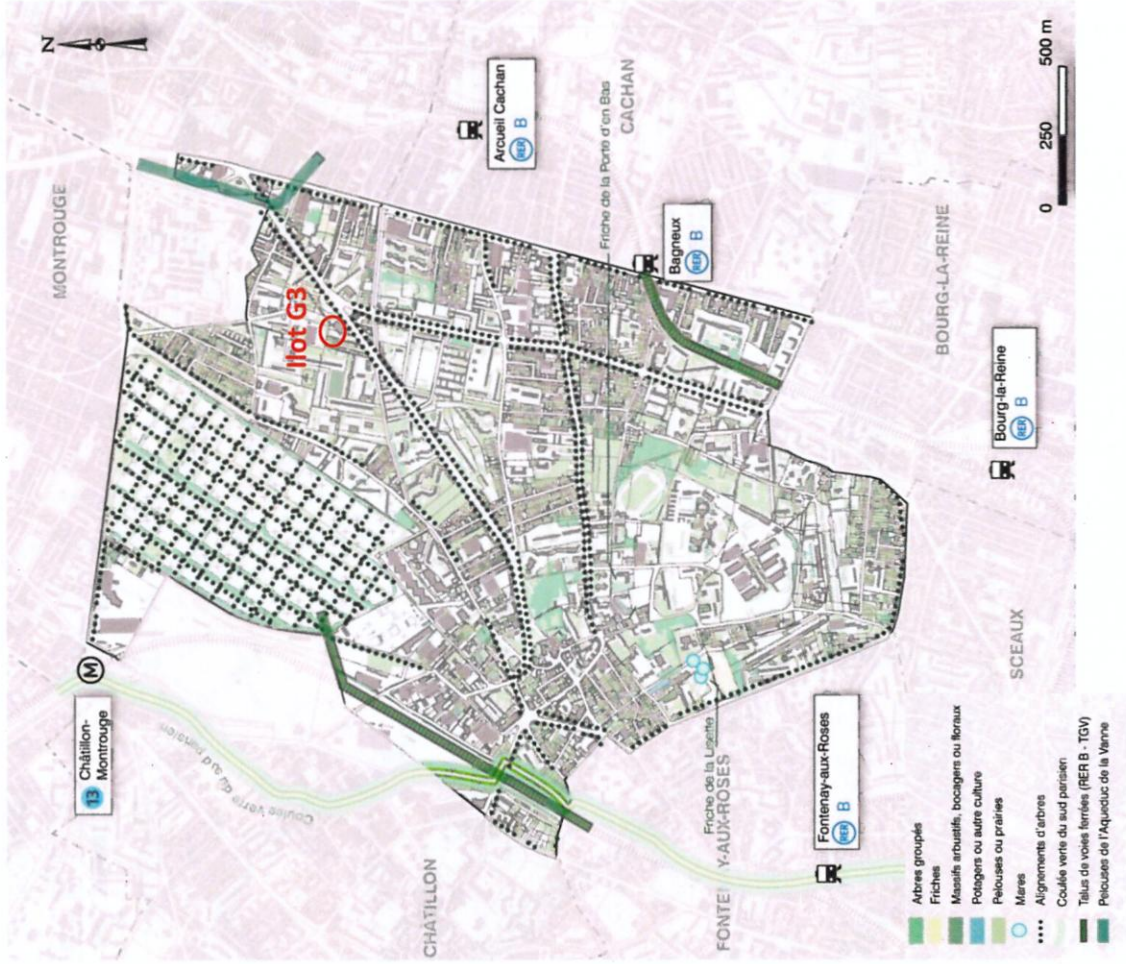 N
MONTROUGE
Arcueil Cachan
RER B
CACHAN
Ilot G3
Friche de la Porte d'en Bas
Bagneux
RER B
M
13 Châtillon-
Montrouge
Coulée verte du sud parisien
BOURG-LA-REINE
Bourg-la-Reine
RER B
0 250 500 m
CHATILLON
Friche de la Lisette
FONTE Y-AUX-ROSES
Fontenay-aux-Roses
RER B
SCEAUX
Arbres groupés
Friches
Massifs arbustifs, bocagers ou floraux
Potagers ou autre culture
Pelouses ou prairies
Mares
Alignements d'arbres
Coulée verte du sud parisien
Talus de voies ferrées (RER B - TGV)
Pelouses de l'Aqueduc de la Vanne